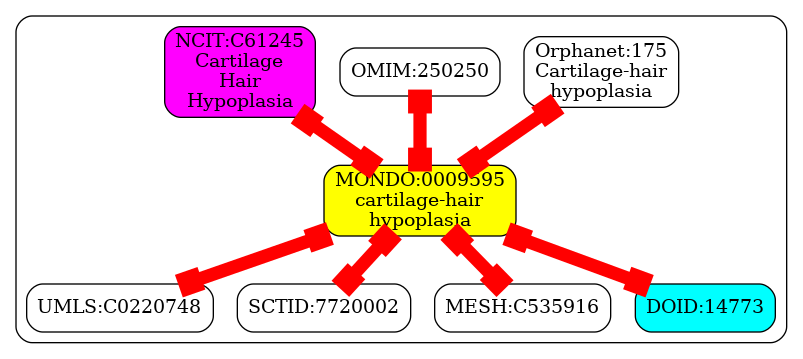 NCIT:C61245
Cartilage
Hair
Hypoplasia
OMIM:250250
Orphanet:175
Cartilage-hair
hypoplasia
MONDO:0009595
cartilage-hair
hypoplasia
UMLS:C0220748
SCTID:7720002
MESH:C535916
DOID:14773